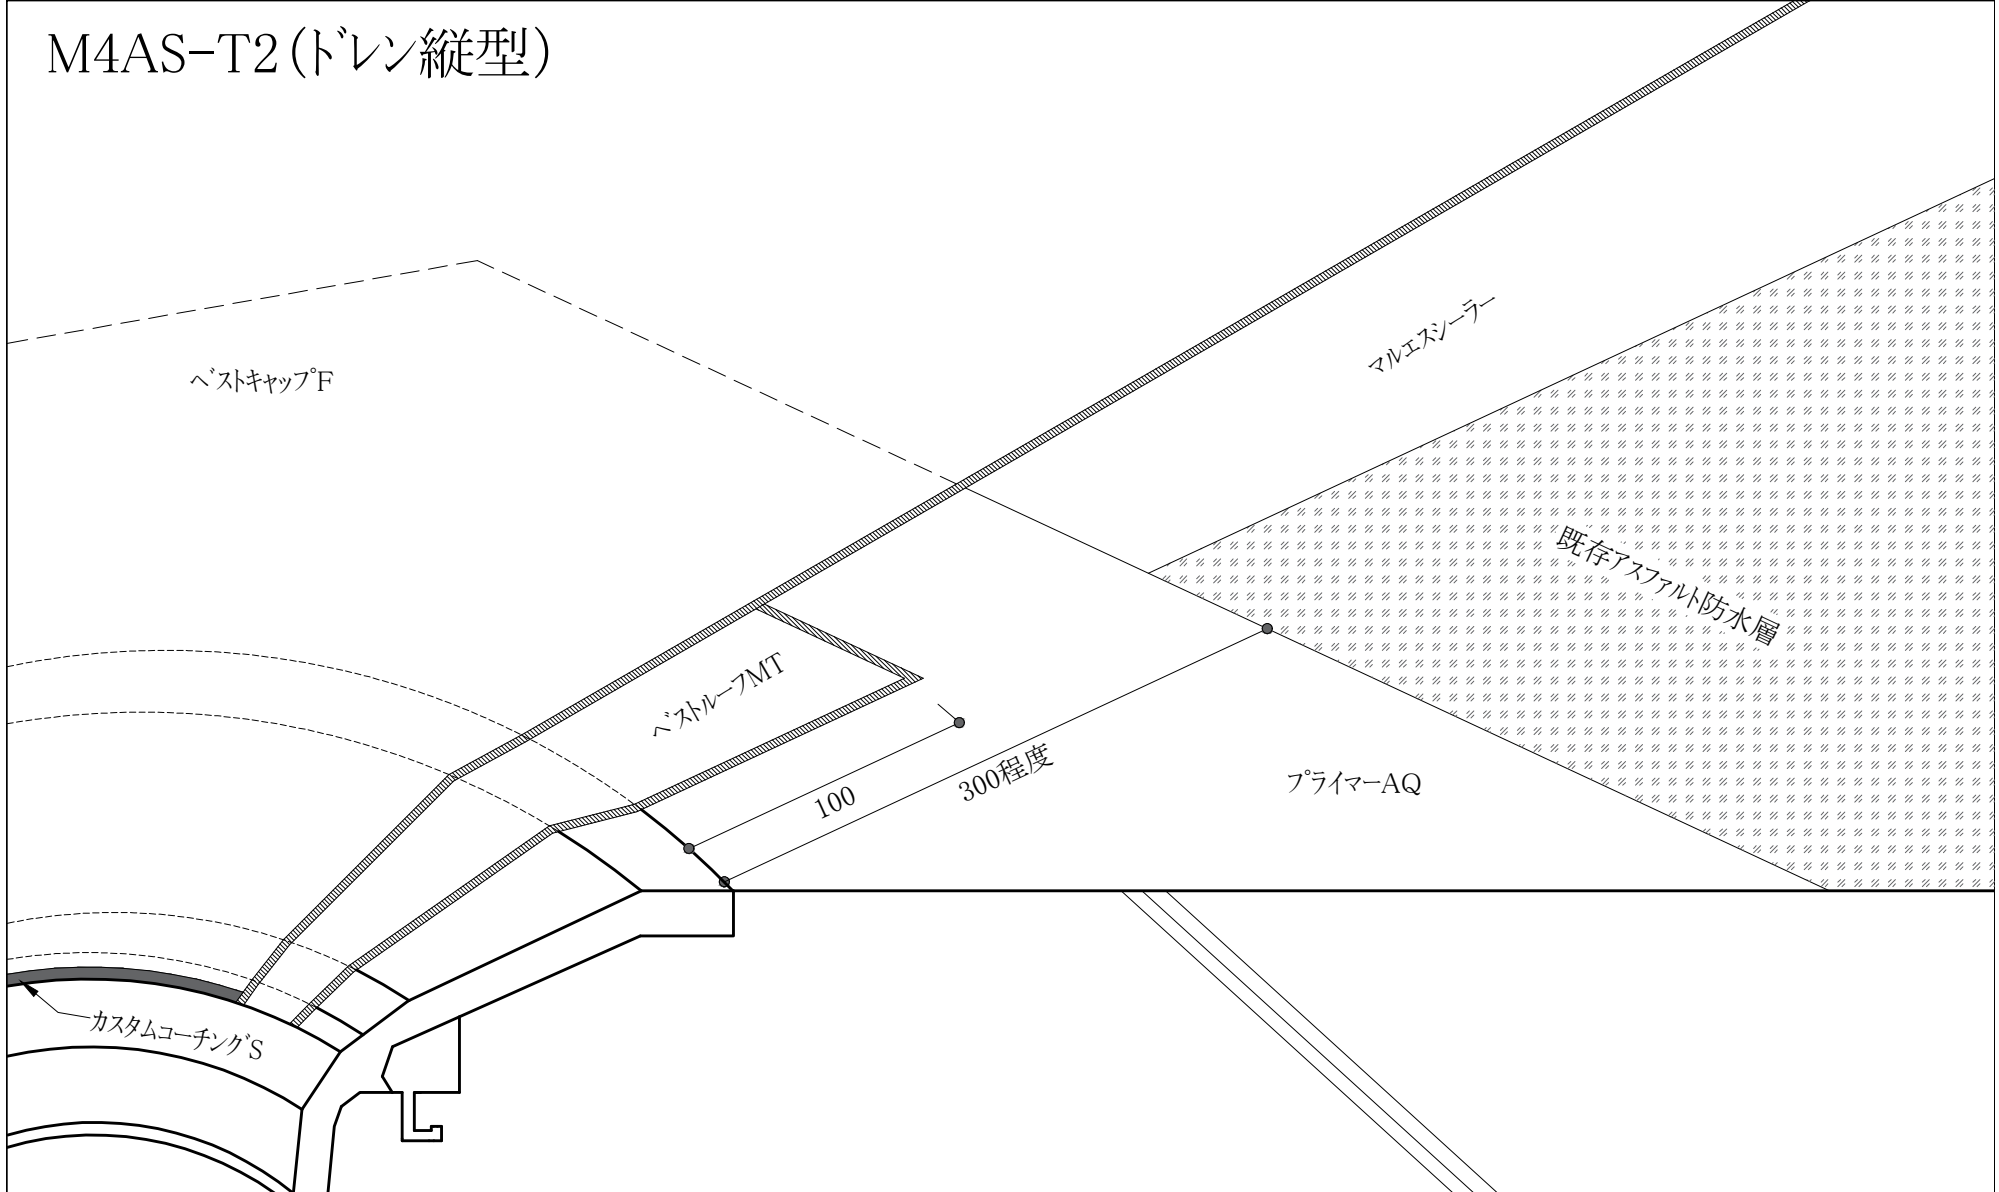 M4AS-T2(ドレン縦型)
マルエスシーラー
ベストキャップF
既存アスファルト防水層
ベストルーフMT
300程度
100
プライマーAQ
カスタムコーチングS